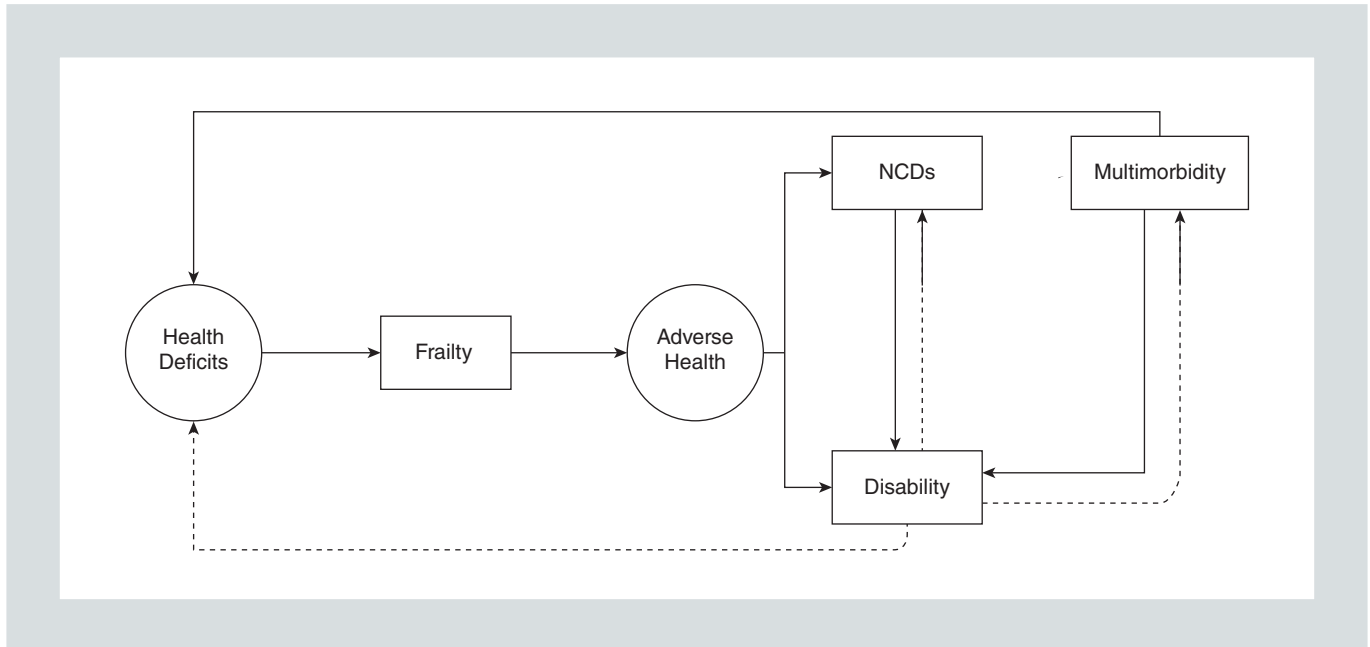 NCDs
Multimorbidity
Health
Deficits
Frailty
Adverse
Health
Disability